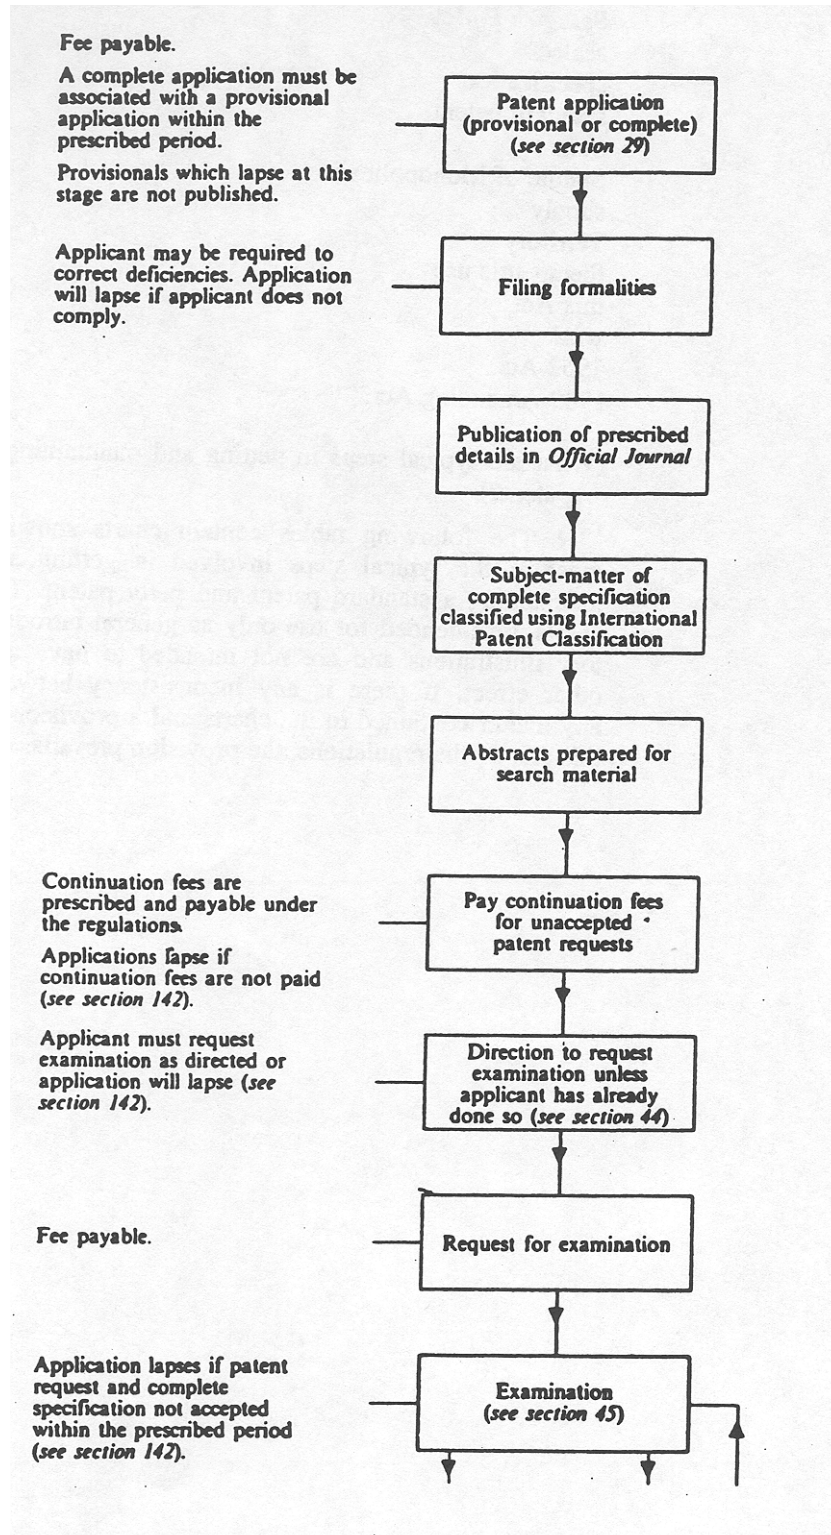 Fee payable.
A complete application must be
associated with a provisional
application within the
prescribed period.
Provisionals which lapse at this
stage are not published.
Patent application
(provisional or complete)
(see section 29)
Applicant may be required to
correct deficiencies. Application
will lapse if applicant does not
comply.
Filing formalities
Publication of prescribed
details in Official Journal
Subject-matter of
complete specification
classified using International
Patent Classification
Abstracts prepared for
search material
Continuation fees are
prescribed and payable under
the regulations.
Applications lapse if
continuation fees are not paid
(see section 142).
Pay continuation fees
for unaccepted
patent requests
Applicant must request
examination as directed or
application will lapse (see
section 142).
Direction to request
examination unless
applicant has already
done so (see section 44)
Fee payable.
Request for examination
Application lapses if patent
request and complete
specification not accepted
within the prescribed period
(see section 142).
Examination
(see section 45)